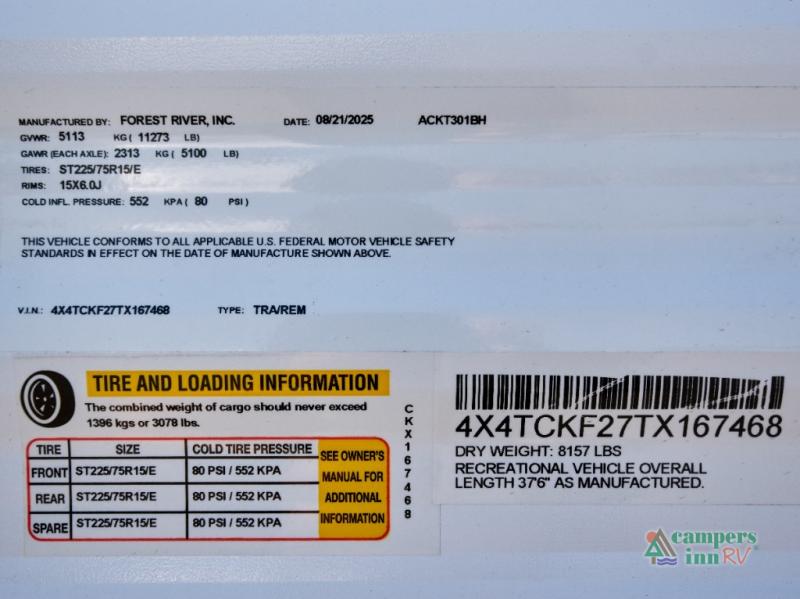 MANUFACTURED BY: FOREST RIVER, INC. DATE: 08/21/2025 ACKT301BH
GVWR: 5113 KG ( 11273 LB)
GAWR (EACH AXLE): 2313 KG ( 5100 LB)
TIRES: ST225/75R15/E
RIMS: 15X6.0J
COLD INFL. PRESSURE: 552 KPA ( 80 PSI )
THIS VEHICLE CONFORMS TO ALL APPLICABLE U.S. FEDERAL MOTOR VEHICLE SAFETY
STANDARDS IN EFFECT ON THE DATE OF MANUFACTURE SHOWN ABOVE.
V.I.N.: 4X4TCKF27TX167468 TYPE: TRA/REM
TIRE AND LOADING INFORMATION
The combined weight of cargo should never exceed
1396 kgs or 3078 lbs.
TIRE SIZE COLD TIRE PRESSURE
FRONT ST225/75R15/E 80 PSI / 552 KPA
REAR ST225/75R15/E 80 PSI / 552 KPA
SPARE ST225/75R15/E 80 PSI / 552 KPA
SEE OWNER'S
MANUAL FOR
ADDITIONAL
INFORMATION
CKX167468
4X4TCKF27TX167468
DRY WEIGHT: 8157 LBS
RECREATIONAL VEHICLE OVERALL
LENGTH 37'6" AS MANUFACTURED.
campers
inn RV